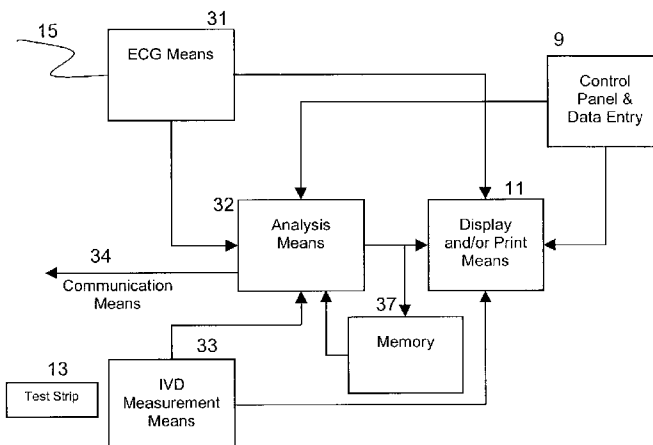 15
31
ECG Means
9
Control
Panel &
Data Entry
32
Analysis
Means
11
Display
and/or Print
Means
34
Communication
Means
37
Memory
13
Test Strip
33
IVD
Measurement
Means